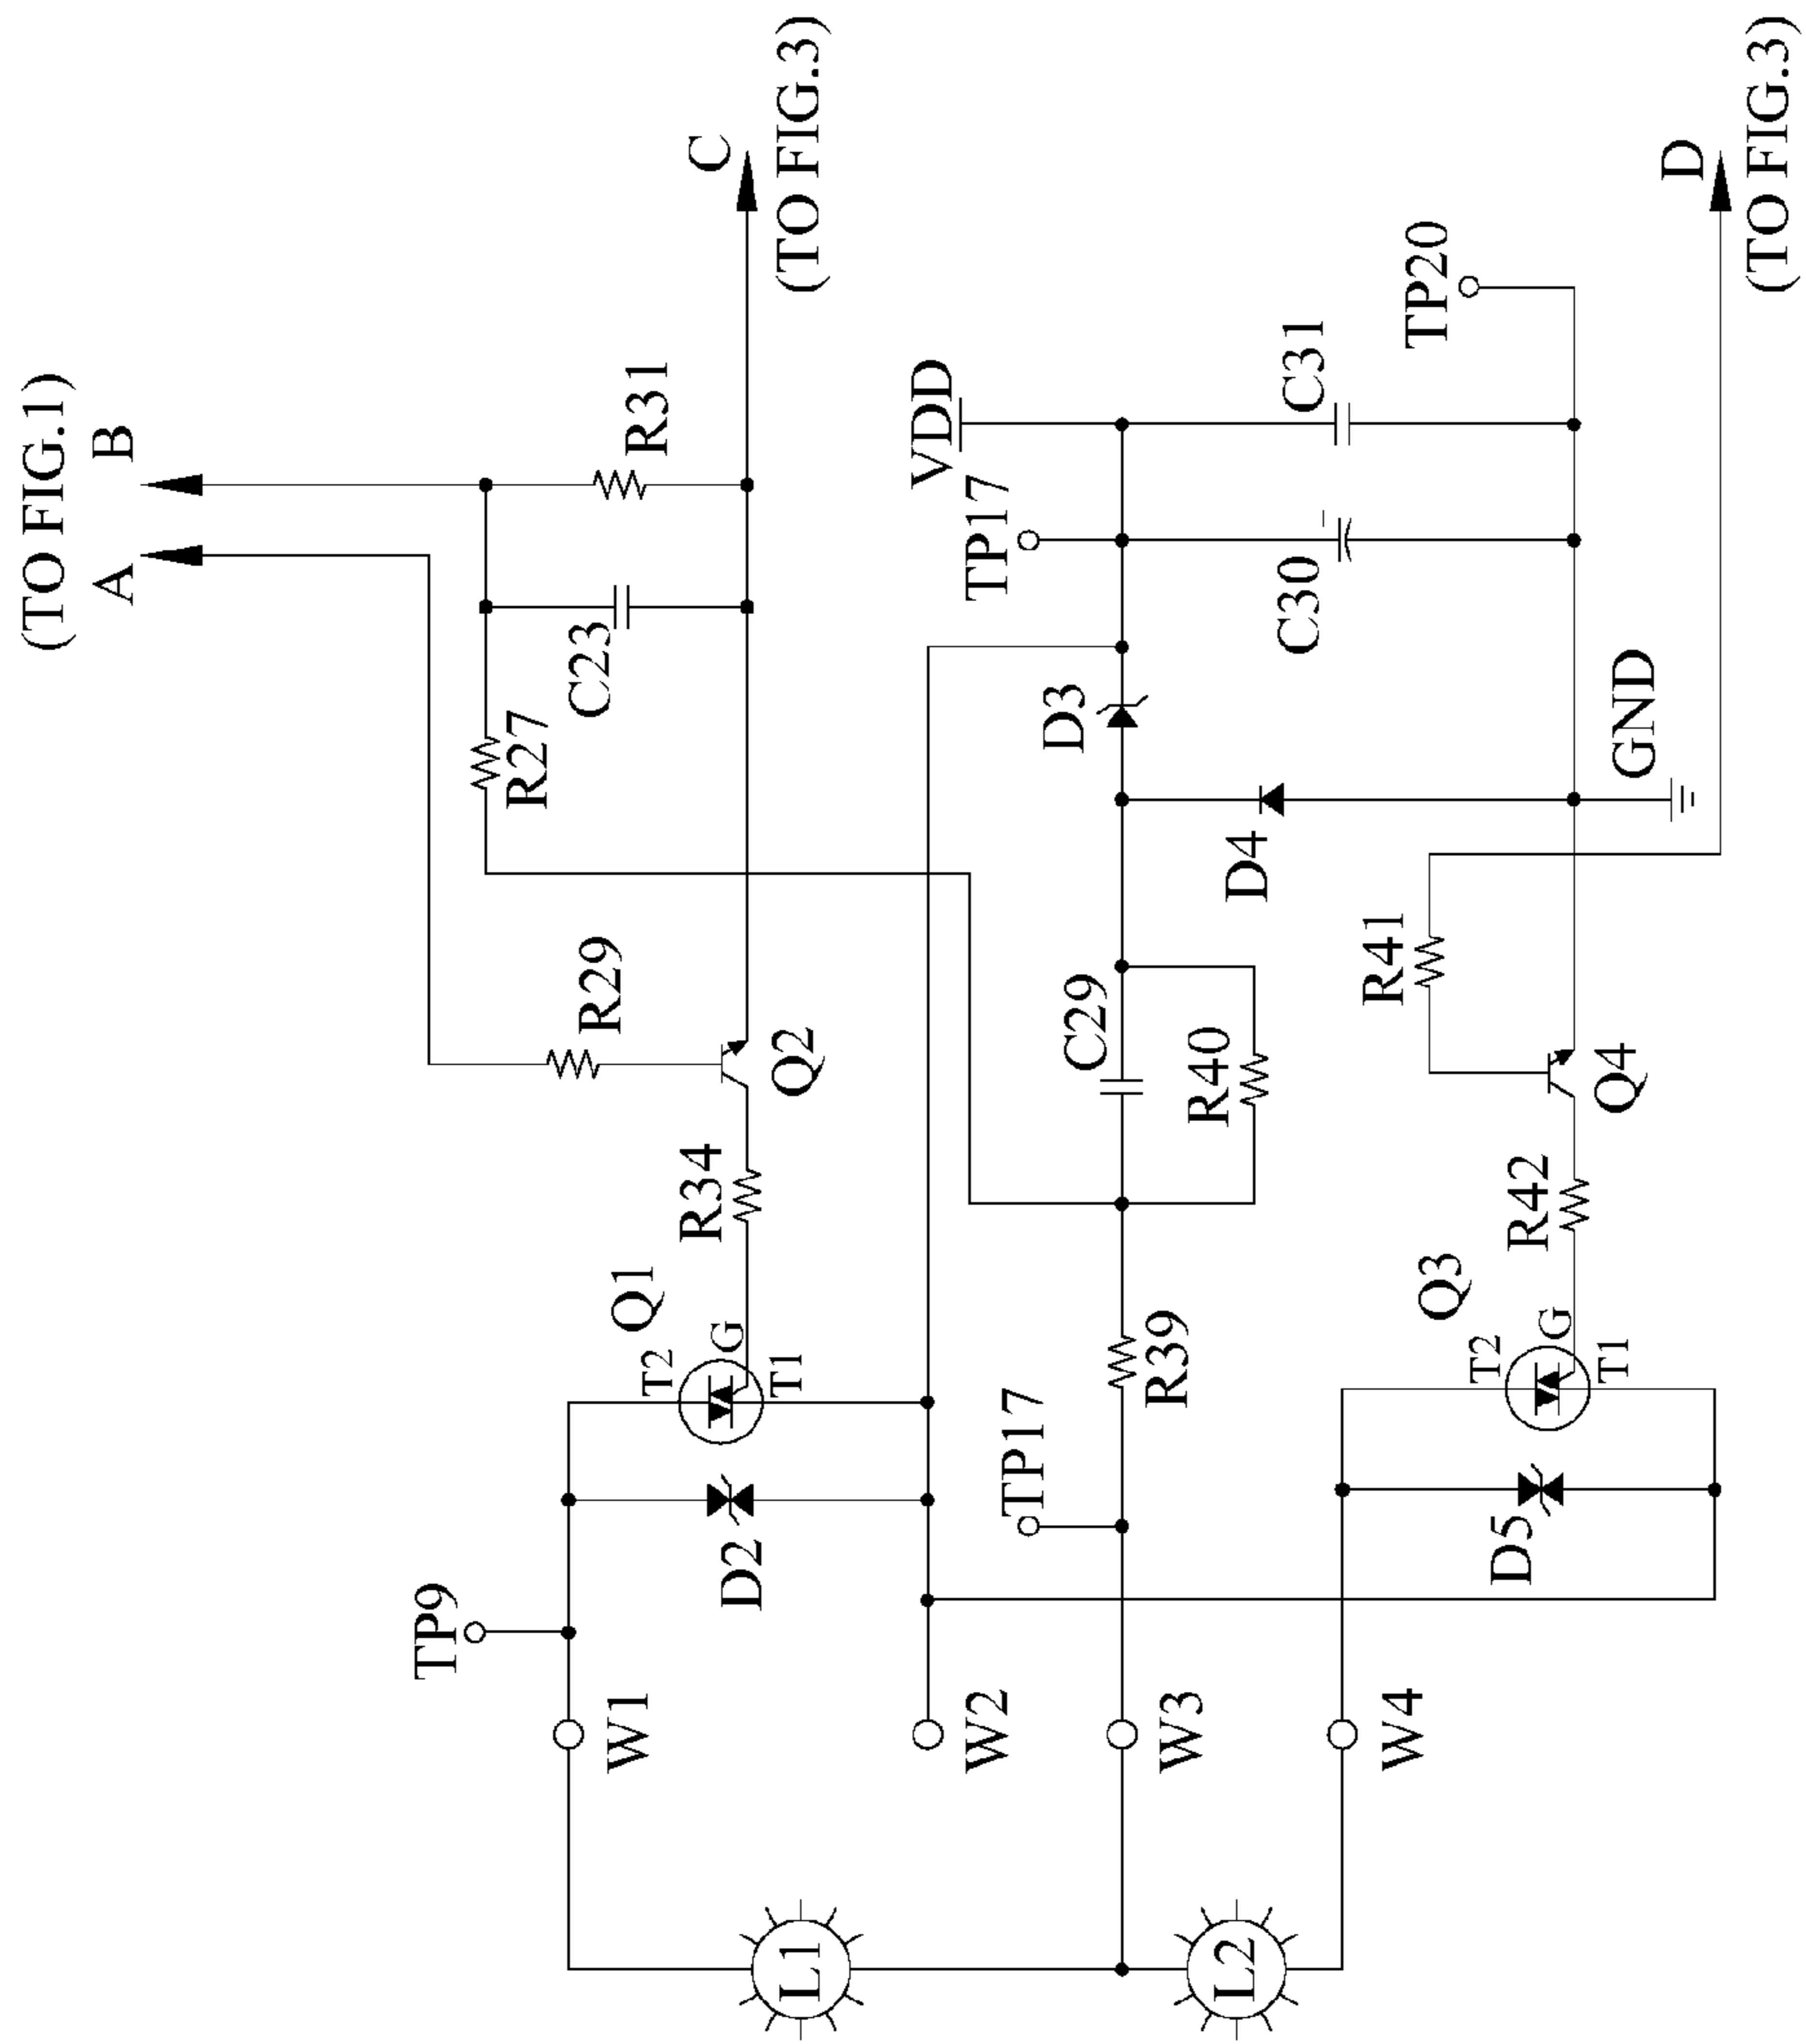 (TO FIG.1)
A
B
C
(TO FIG.3)
R31
C23
R27
R29
Q2
R34
Q1
T2
G
T1
D2
TP9
W1
W2
W3
W4
L1
L2
VDD
TP17
C31
C30
TP20
D3
D4
GND
D
(TO FIG.3)
C29
R40
R41
Q4
R39
TP17
R42
Q3
T2
G
T1
D5